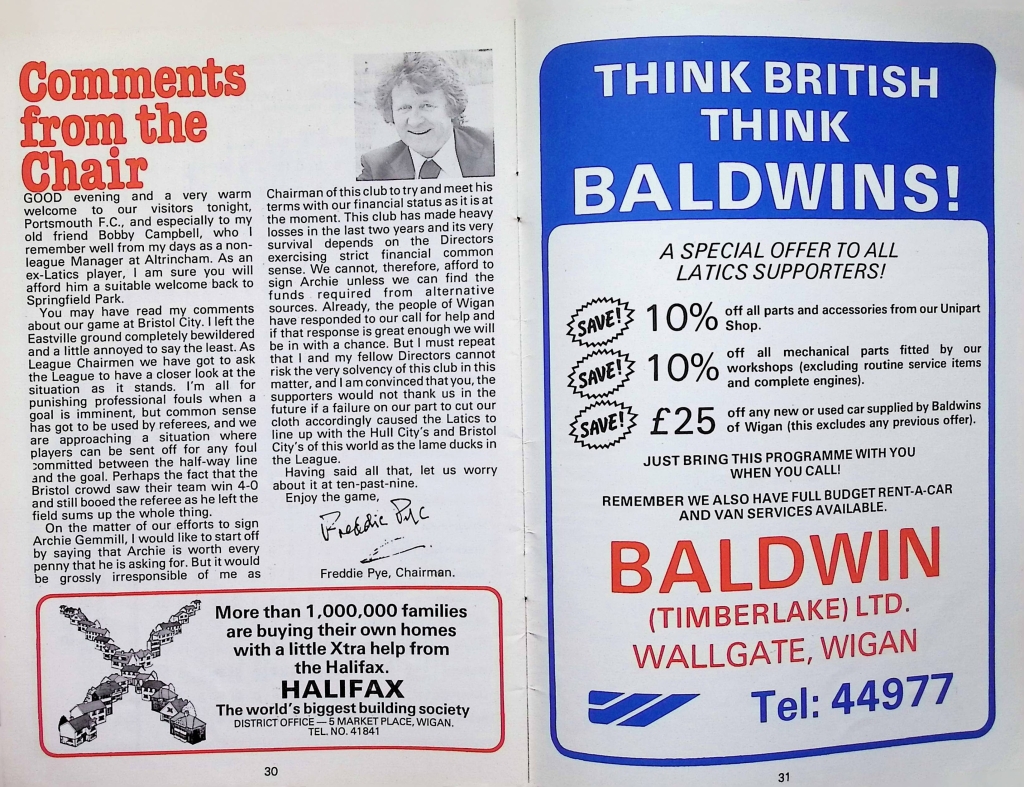 Comments
from the
Chair
GOOD evening and a very warm
welcome to our visitors tonight,
Portsmouth F.C., and especially to my
old friend Bobby Campbell, who I
remember well from my days as a non-
league Manager at Altrincham. As an
ex-Latics player, I am sure you will
afford him a suitable welcome back to
Springfield Park.
You may have read my comments
about our game at Bristol City. I left the
Eastville ground completely bewildered
and a little annoyed to say the least. As
League Chairmen we have got to ask
the League to have a closer look at the
situation as it stands. I'm all for
punishing professional fouls when a
goal is imminent, but common sense
has got to be used by referees, and we
are approaching a situation where
players can be sent off for any foul
committed between the half-way line
and the goal. Perhaps the fact that the
Bristol crowd saw their team win 4-0
and still booed the referee as he left the
field sums up the whole thing.
On the matter of our efforts to sign
Archie Gemmill, I would like to start off
by saying that Archie is worth every
penny that he is asking for. But it would
be grossly irresponsible of me as
Chairman of this club to try and meet his
terms with our financial status as it is at
the moment. This club has made heavy
losses in the last two years and its very
survival depends on the Directors
exercising strict financial common
sense. We cannot, therefore, afford to
sign Archie unless we can find the
funds required from alternative
sources. Already, the people of Wigan
have responded to our call for help and
if that response is great enough we will
be in with a chance. But I must repeat
that I and my fellow Directors cannot
risk the very solvency of this club in this
matter, and I am convinced that you, the
supporters would not thank us in the
future if a failure on our part to cut our
cloth accordingly caused the Latics to
line up with the Hull City's and Bristol
City's of this world as the lame ducks in
the League.
Having said all that, let us worry
about it at ten-past-nine.
Enjoy the game,
Freddie Pye
Freddie Pye, Chairman.
More than 1,000,000 families
are buying their own homes
with a little Xtra help from
the Halifax.
HALIFAX
The world's biggest building society
DISTRICT OFFICE — 5 MARKET PLACE, WIGAN.
TEL. NO. 41841
30
THINK BRITISH
THINK
BALDWINS!
A SPECIAL OFFER TO ALL
LATICS SUPPORTERS!
SAVE! 10% off all parts and accessories from our Unipart
Shop.
SAVE! 10% off all mechanical parts fitted by our
workshops (excluding routine service items
and complete engines).
SAVE! £25 off any new or used car supplied by Baldwins
of Wigan (this excludes any previous offer).
JUST BRING THIS PROGRAMME WITH YOU
WHEN YOU CALL!
REMEMBER WE ALSO HAVE FULL BUDGET RENT-A-CAR
AND VAN SERVICES AVAILABLE.
BALDWIN
(TIMBERLAKE) LTD.
WALLGATE, WIGAN
Tel: 44977
31